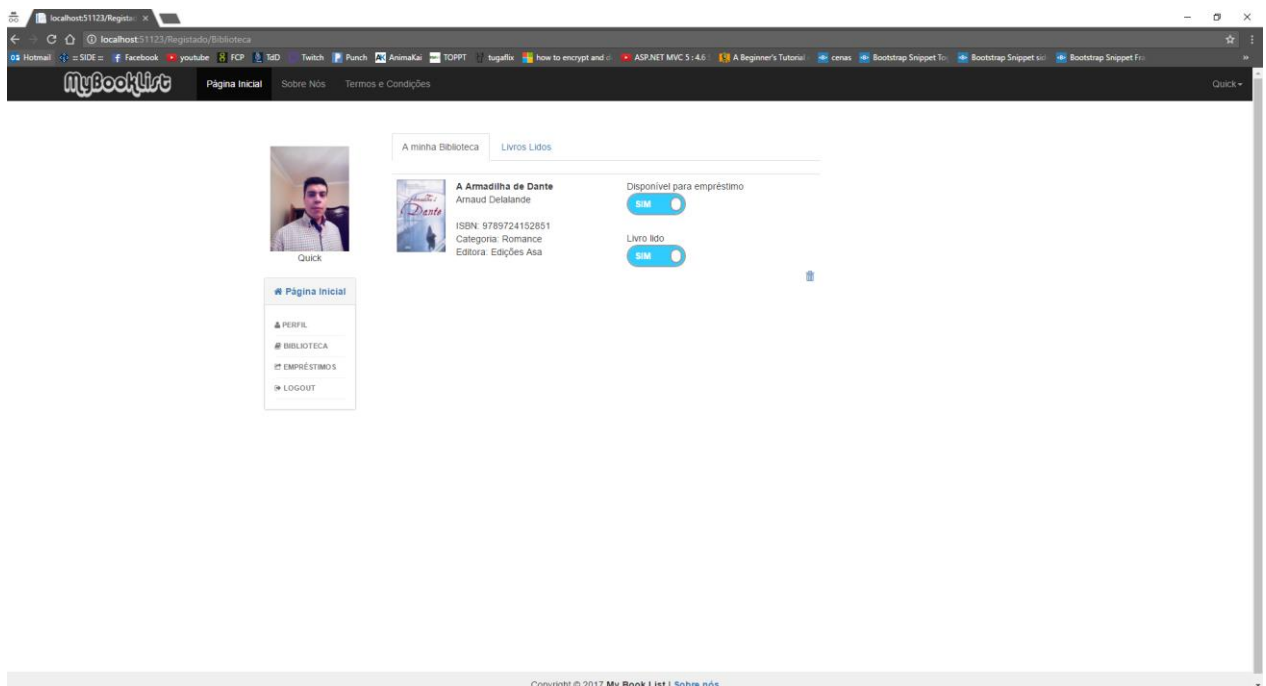 localhost:51123/Registad
localhost:51123/Registado/Biblioteca
Hotmail :: SIDE :: Facebook youtube FCP TdD Twitch Punch AnimaKai TOPPT tugaflix how to encrypt and d ASP.NET MVC 5 : 4.6 A Beginner's Tutorial cenas Bootstrap Snippet To Bootstrap Snippet sid Bootstrap Snippet Fra »
MyBookList Página Inicial Sobre Nós Termos e Condições Quick
A minha Biblioteca Livros Lidos
A Armadilha de Dante
Arnaud Delalande
ISBN: 9789724152851
Categoria: Romance
Editora: Edições Asa
Dante
Disponível para empréstimo
SIM
Livro lido
SIM
Quick
Página Inicial
PERFIL
BIBLIOTECA
EMPRÉSTIMOS
LOGOUT
Copyright © 2017 My Book List | Sobre nós